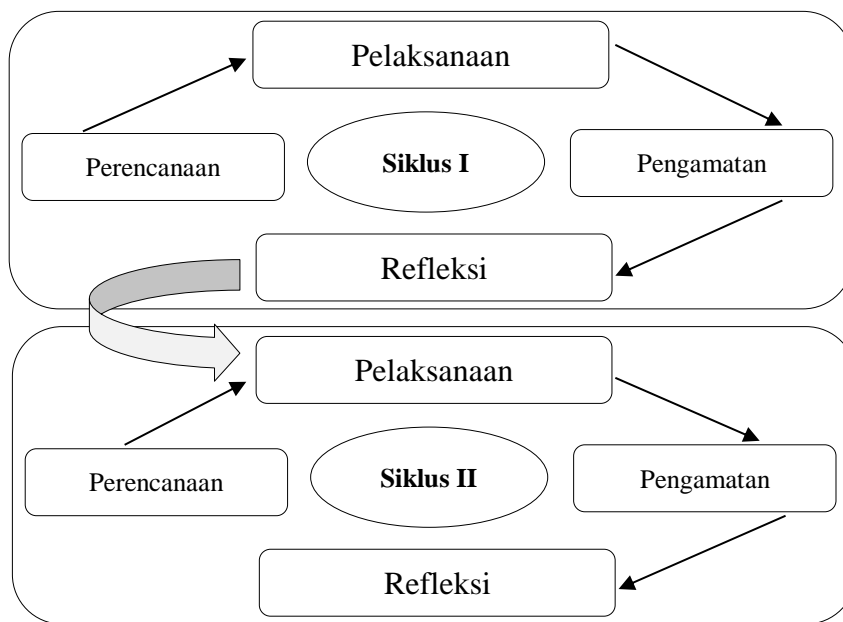 Pelaksanaan
Perencanaan
Siklus I
Pengamatan
Refleksi
Pelaksanaan
Perencanaan
Siklus II
Pengamatan
Refleksi